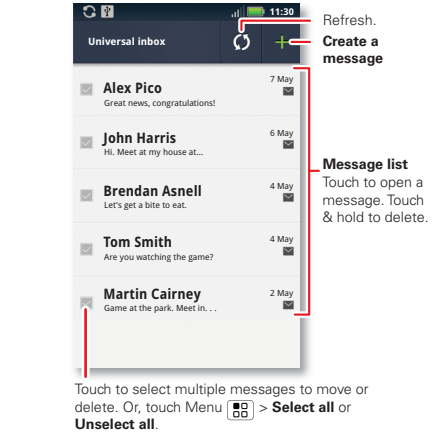 11:30
Universal inbox
Refresh.
Create a
message
Alex Pico
7 May
Great news, congratulations!
John Harris
6 May
Hi. Meet at my house at...
Brendan Asnell
4 May
Let's get a bite to eat.
Tom Smith
4 May
Are you watching the game?
Martin Cairney
2 May
Game at the park. Meet in. . .
Message list
Touch to open a
message. Touch
& hold to delete.
Touch to select multiple messages to move or
delete. Or, touch Menu > Select all or
Unselect all.